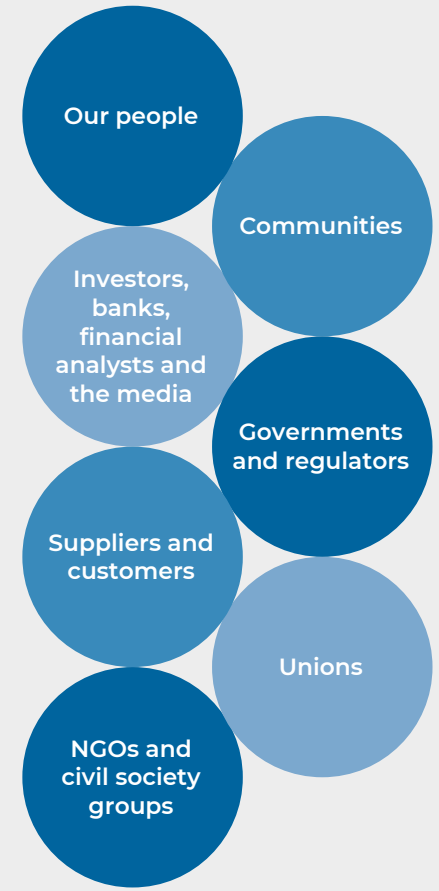 Our people
Communities
Investors,
banks,
financial
analysts and
the media
Governments
and regulators
Suppliers and
customers
Unions
NGOs and
civil society
groups